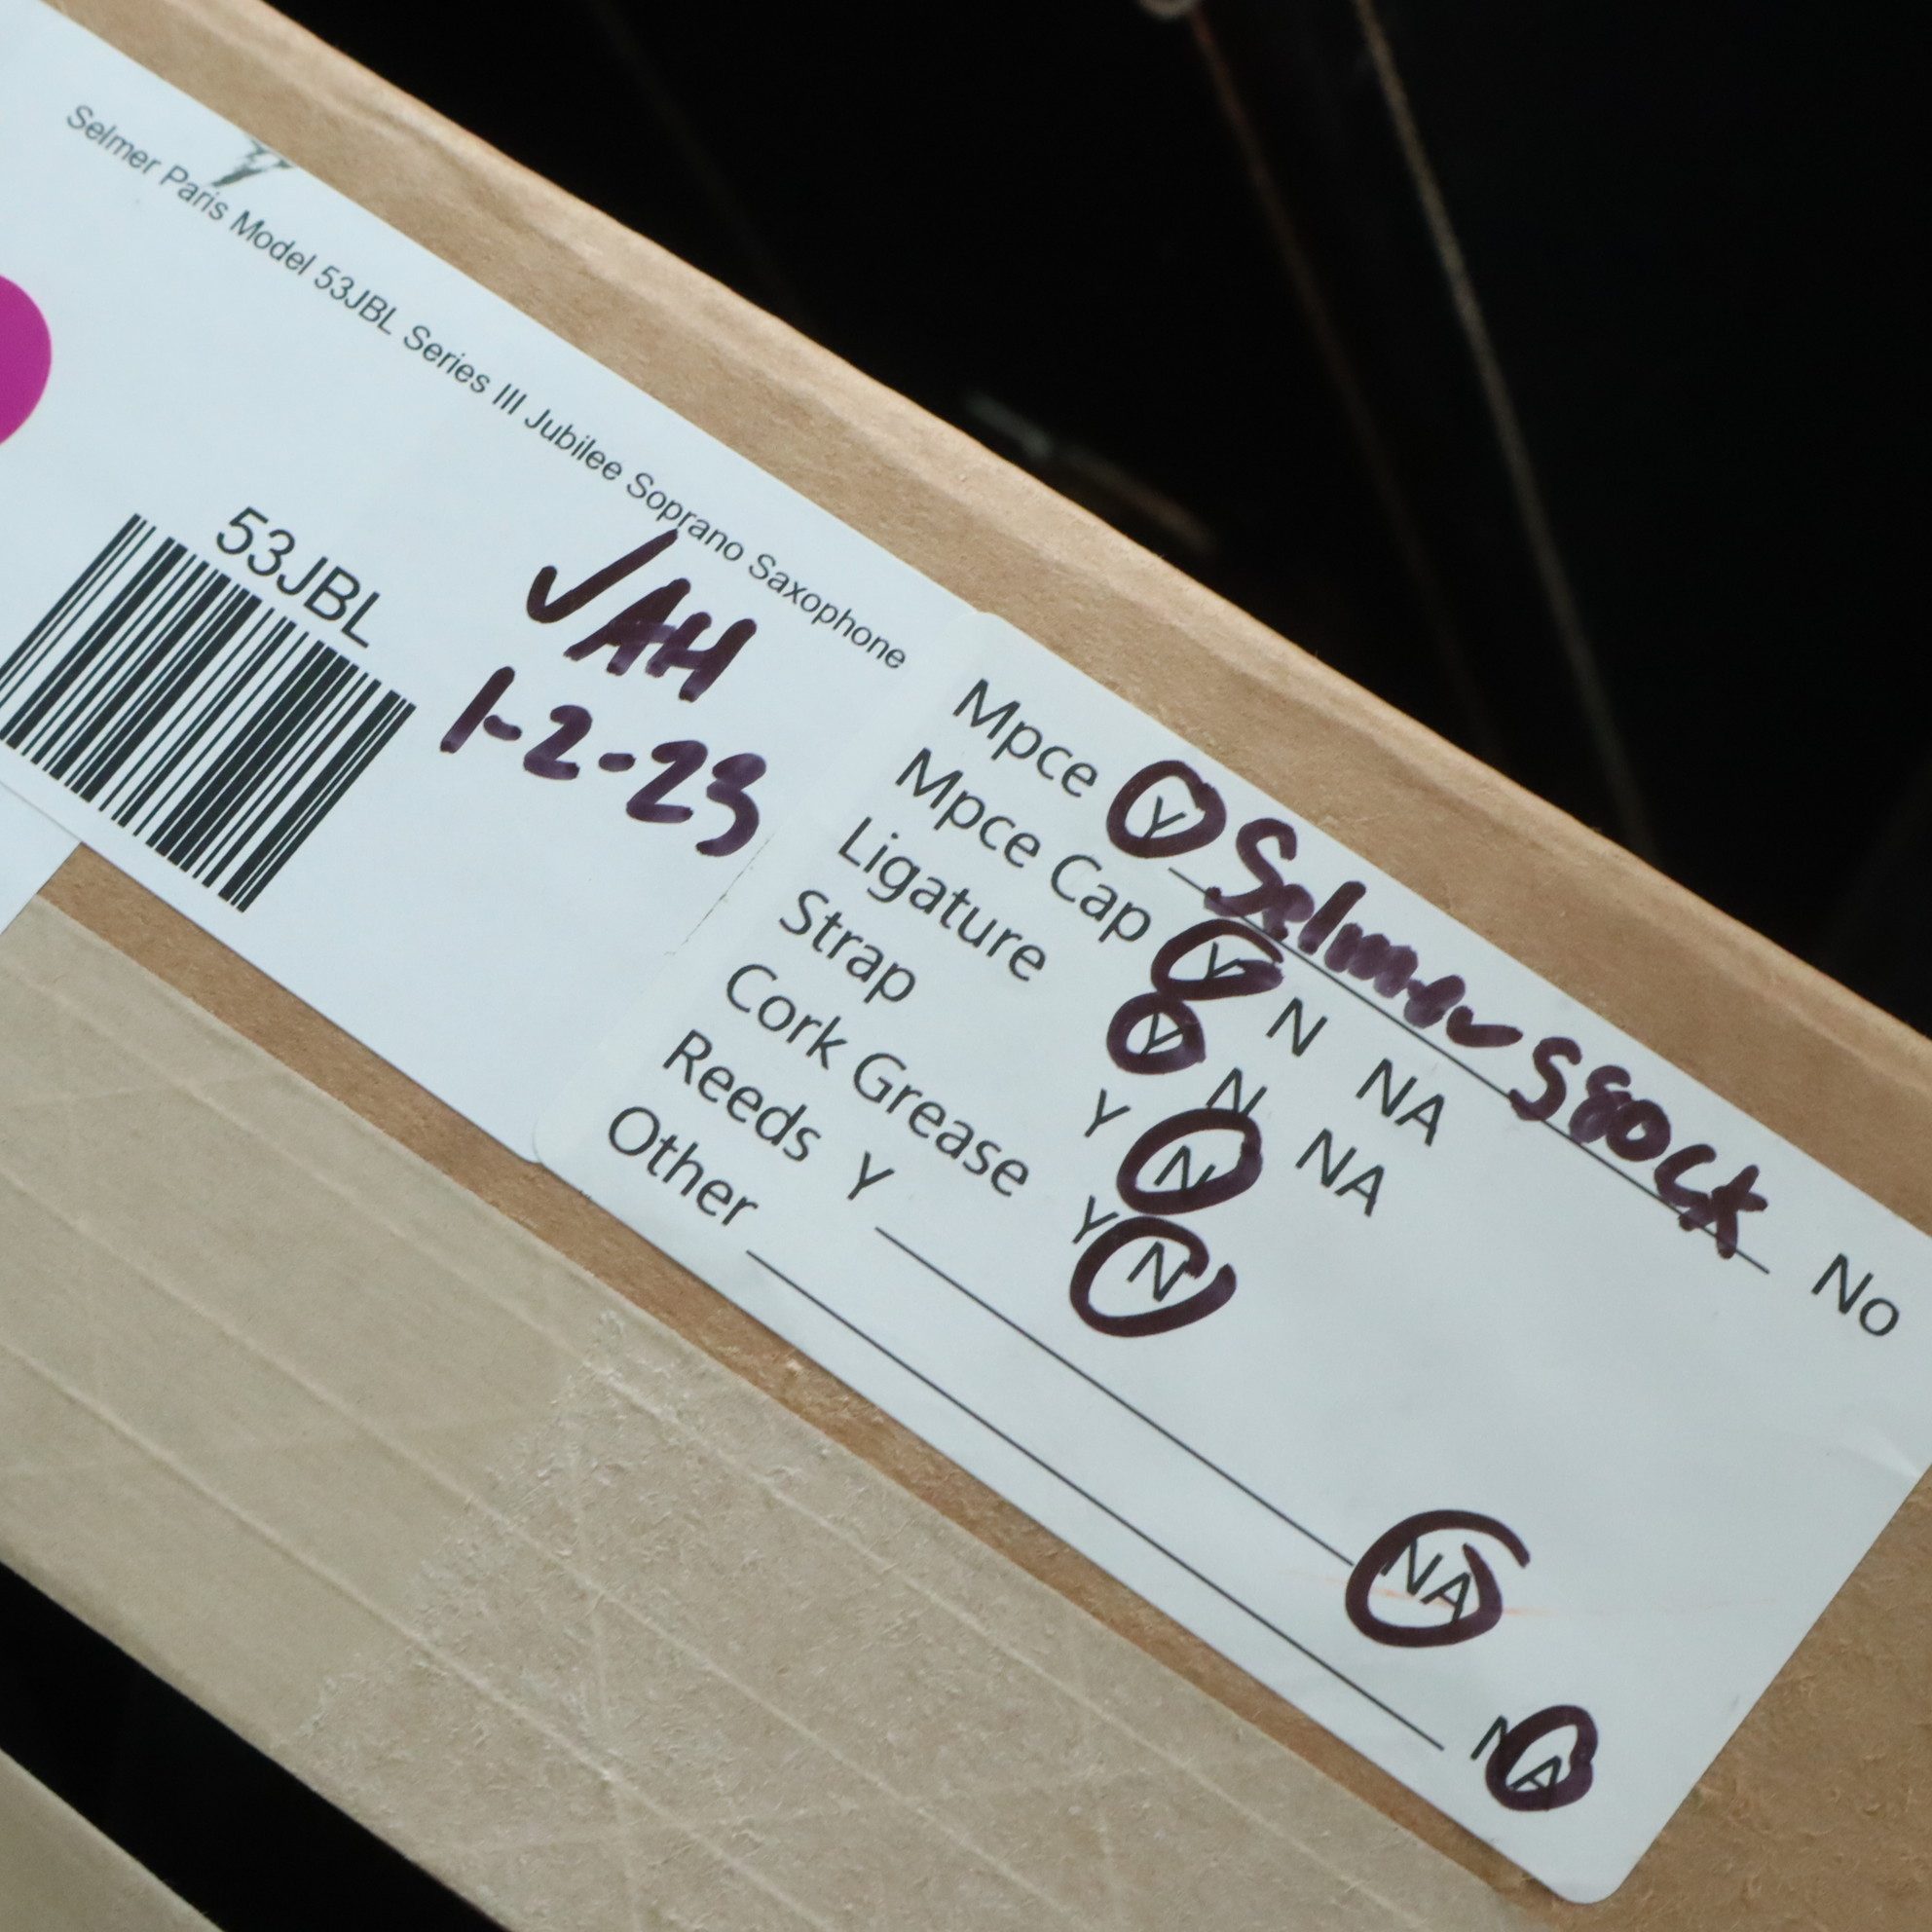 Selmer Paris Model 53JBL Series III Jubilee Soprano Saxophone
53JBL
✓AH
1-2-23
Mpce Y Selmer S80C* No
Mpce Cap Y N NA
Ligature Y N NA
Strap Y N
Cork Grease Y N
Reeds Y NA
Other NA